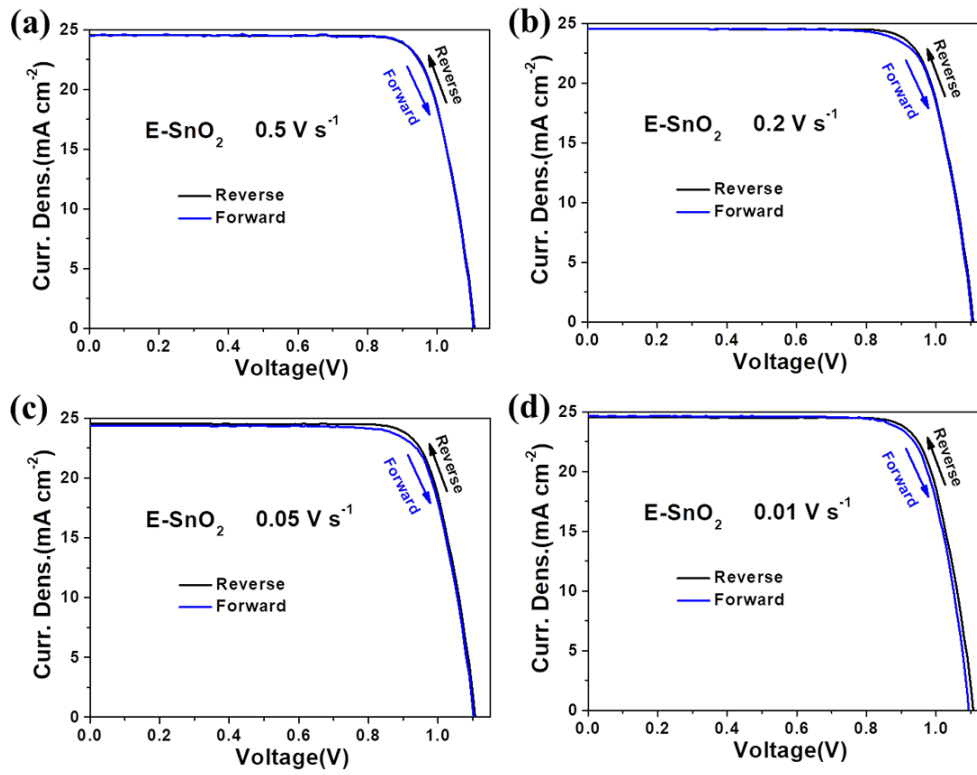 (a)
25
20
15
10
5
0
0.0 0.2 0.4 0.6 0.8 1.0
Curr. Dens.(mA cm⁻²)
Voltage(V)
E-SnO₂ 0.5 V s⁻¹
Reverse
Forward
Reverse
Forward
(b)
25
20
15
10
5
0
0.0 0.2 0.4 0.6 0.8 1.0
Curr. Dens.(mA cm⁻²)
Voltage(V)
E-SnO₂ 0.2 V s⁻¹
Reverse
Forward
Reverse
Forward
(c)
25
20
15
10
5
0
0.0 0.2 0.4 0.6 0.8 1.0
Curr. Dens.(mA cm⁻²)
Voltage(V)
E-SnO₂ 0.05 V s⁻¹
Reverse
Forward
Reverse
Forward
(d)
25
20
15
10
5
0
0.0 0.2 0.4 0.6 0.8 1.0
Curr. Dens.(mA cm⁻²)
Voltage(V)
E-SnO₂ 0.01 V s⁻¹
Reverse
Forward
Reverse
Forward